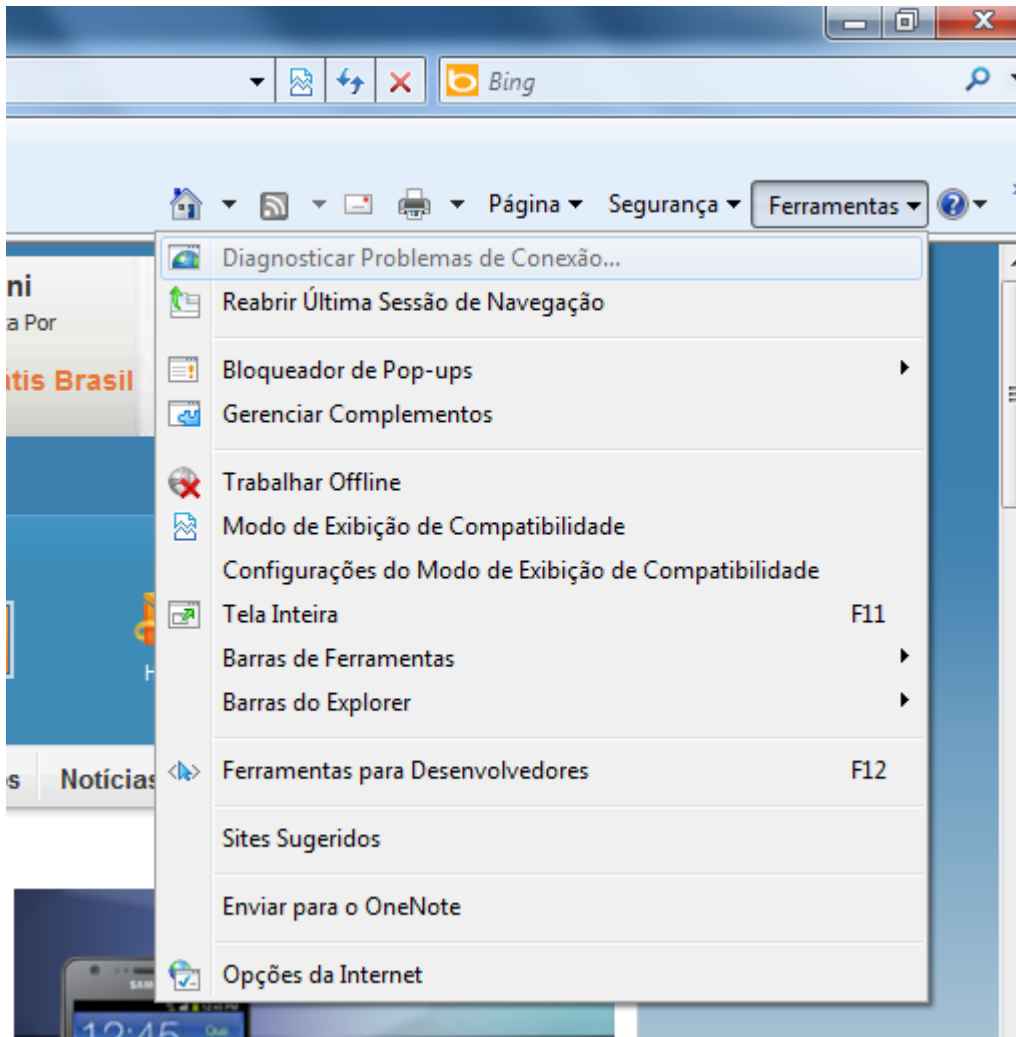 Bing
Página Segurança Ferramentas
Diagnosticar Problemas de Conexão...
Reabrir Última Sessão de Navegação
Bloqueador de Pop-ups
Gerenciar Complementos
Trabalhar Offline
Modo de Exibição de Compatibilidade
Configurações do Modo de Exibição de Compatibilidade
Tela Inteira F11
Barras de Ferramentas
Barras do Explorer
Ferramentas para Desenvolvedores F12
Sites Sugeridos
Enviar para o OneNote
Opções da Internet
ni
a Por
tis Brasil
H
s Notícias
SAM
12:45